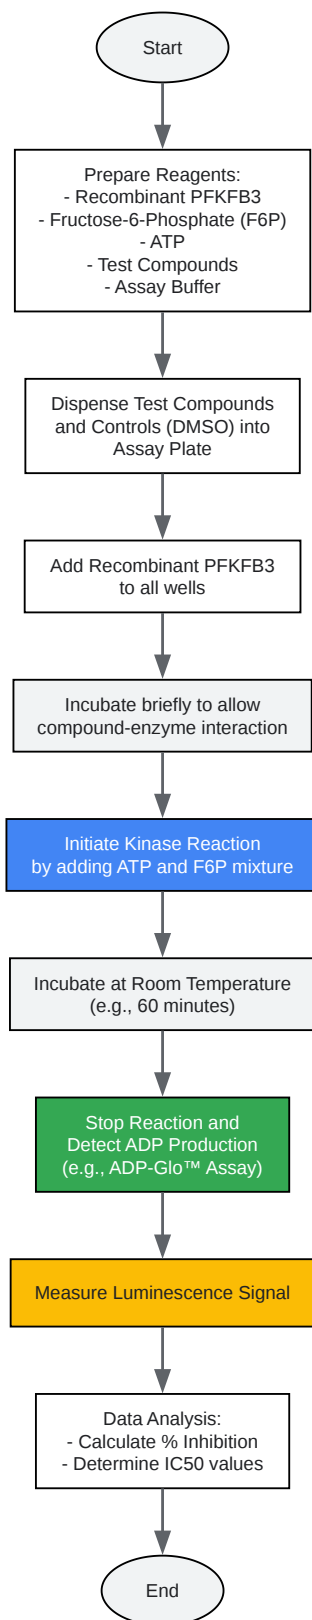 Start
Prepare Reagents:
- Recombinant PFKFB3
- Fructose-6-Phosphate (F6P)
- ATP
- Test Compounds
- Assay Buffer
Dispense Test Compounds
and Controls (DMSO) into
Assay Plate
Add Recombinant PFKFB3
to all wells
Incubate briefly to allow
compound-enzyme interaction
Initiate Kinase Reaction
by adding ATP and F6P mixture
Incubate at Room Temperature
(e.g., 60 minutes)
Stop Reaction and
Detect ADP Production
(e.g., ADP-Glo™ Assay)
Measure Luminescence Signal
Data Analysis:
- Calculate % Inhibition
- Determine IC50 values
End